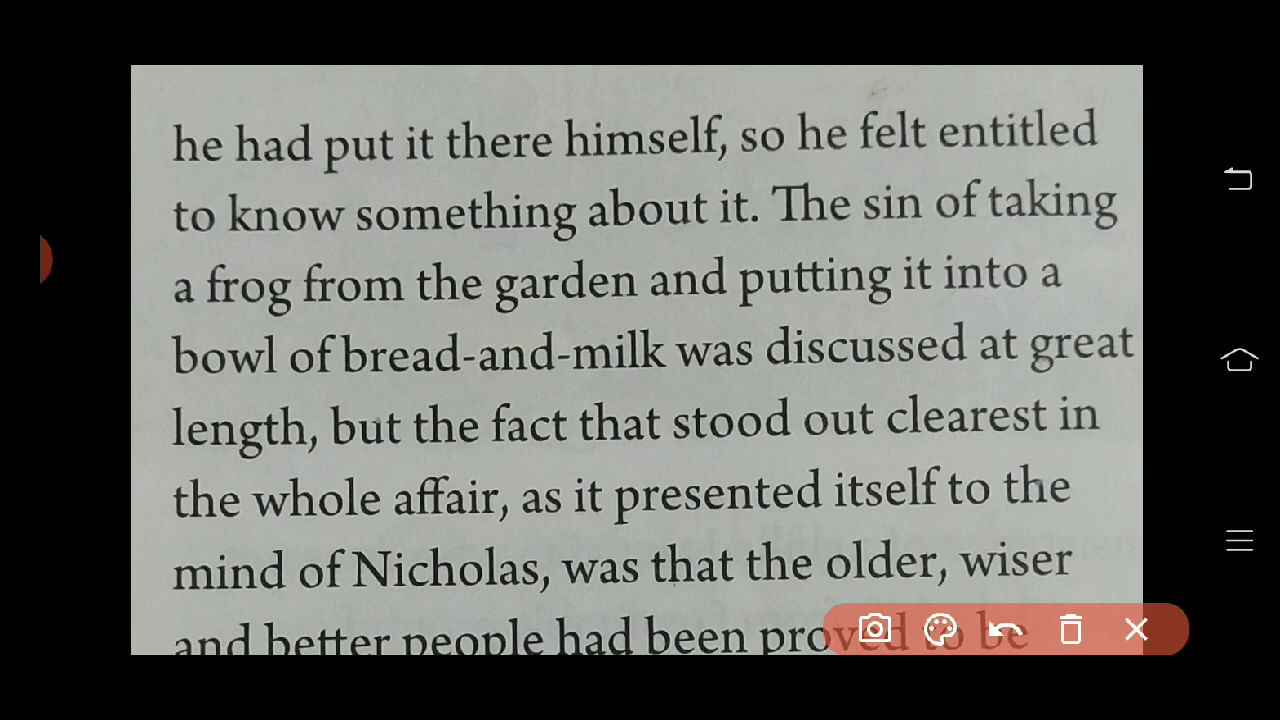 he had put it there himself, so he felt entitled
to know something about it. The sin of taking
a frog from the garden and putting it into a
bowl of bread-and-milk was discussed at great
length, but the fact that stood out clearest in
the whole affair, as it presented itself to the
mind of Nicholas, was that the older, wiser
and better people had been proved to be